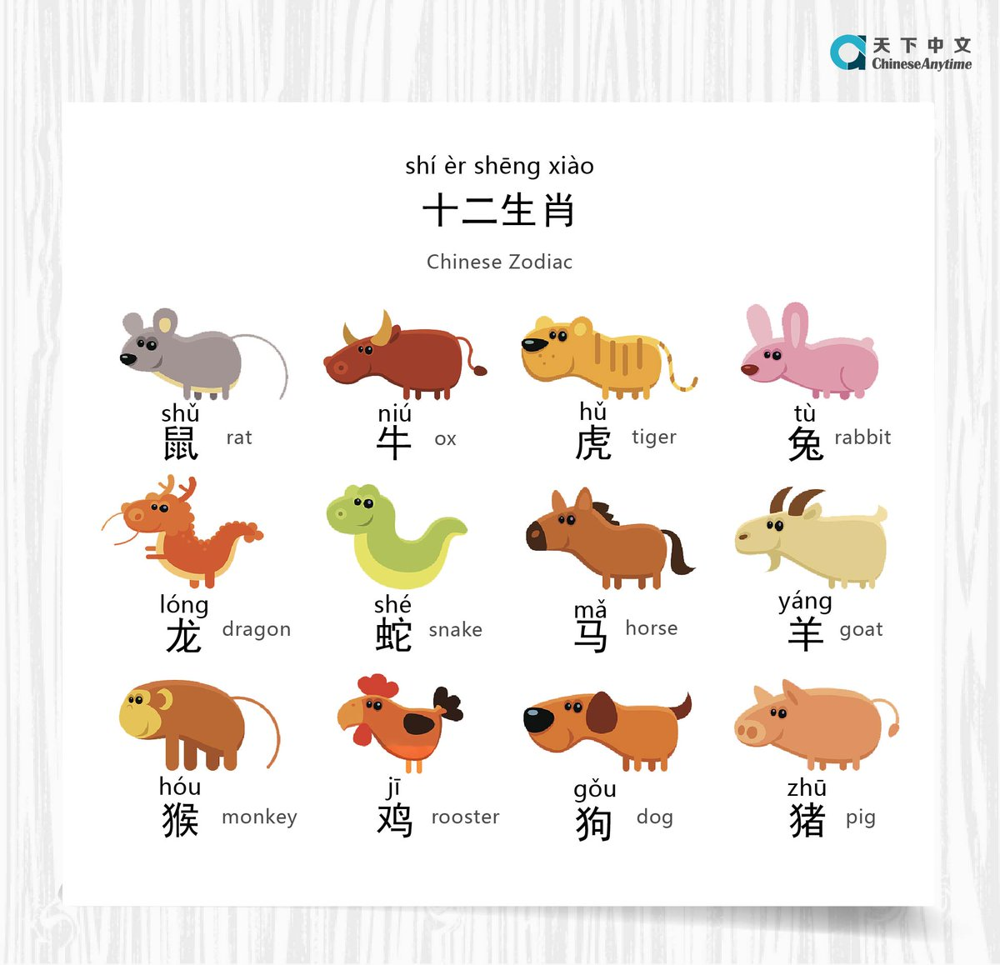 天下中文
ChineseAnytime
shí èr shēng xiào
十二生肖
Chinese Zodiac
shǔ
鼠 rat
niú
牛 ox
hǔ
虎 tiger
tù
兔 rabbit
lóng
龙 dragon
shé
蛇 snake
mǎ
马 horse
yáng
羊 goat
hóu
猴 monkey
jī
鸡 rooster
gǒu
狗 dog
zhū
猪 pig